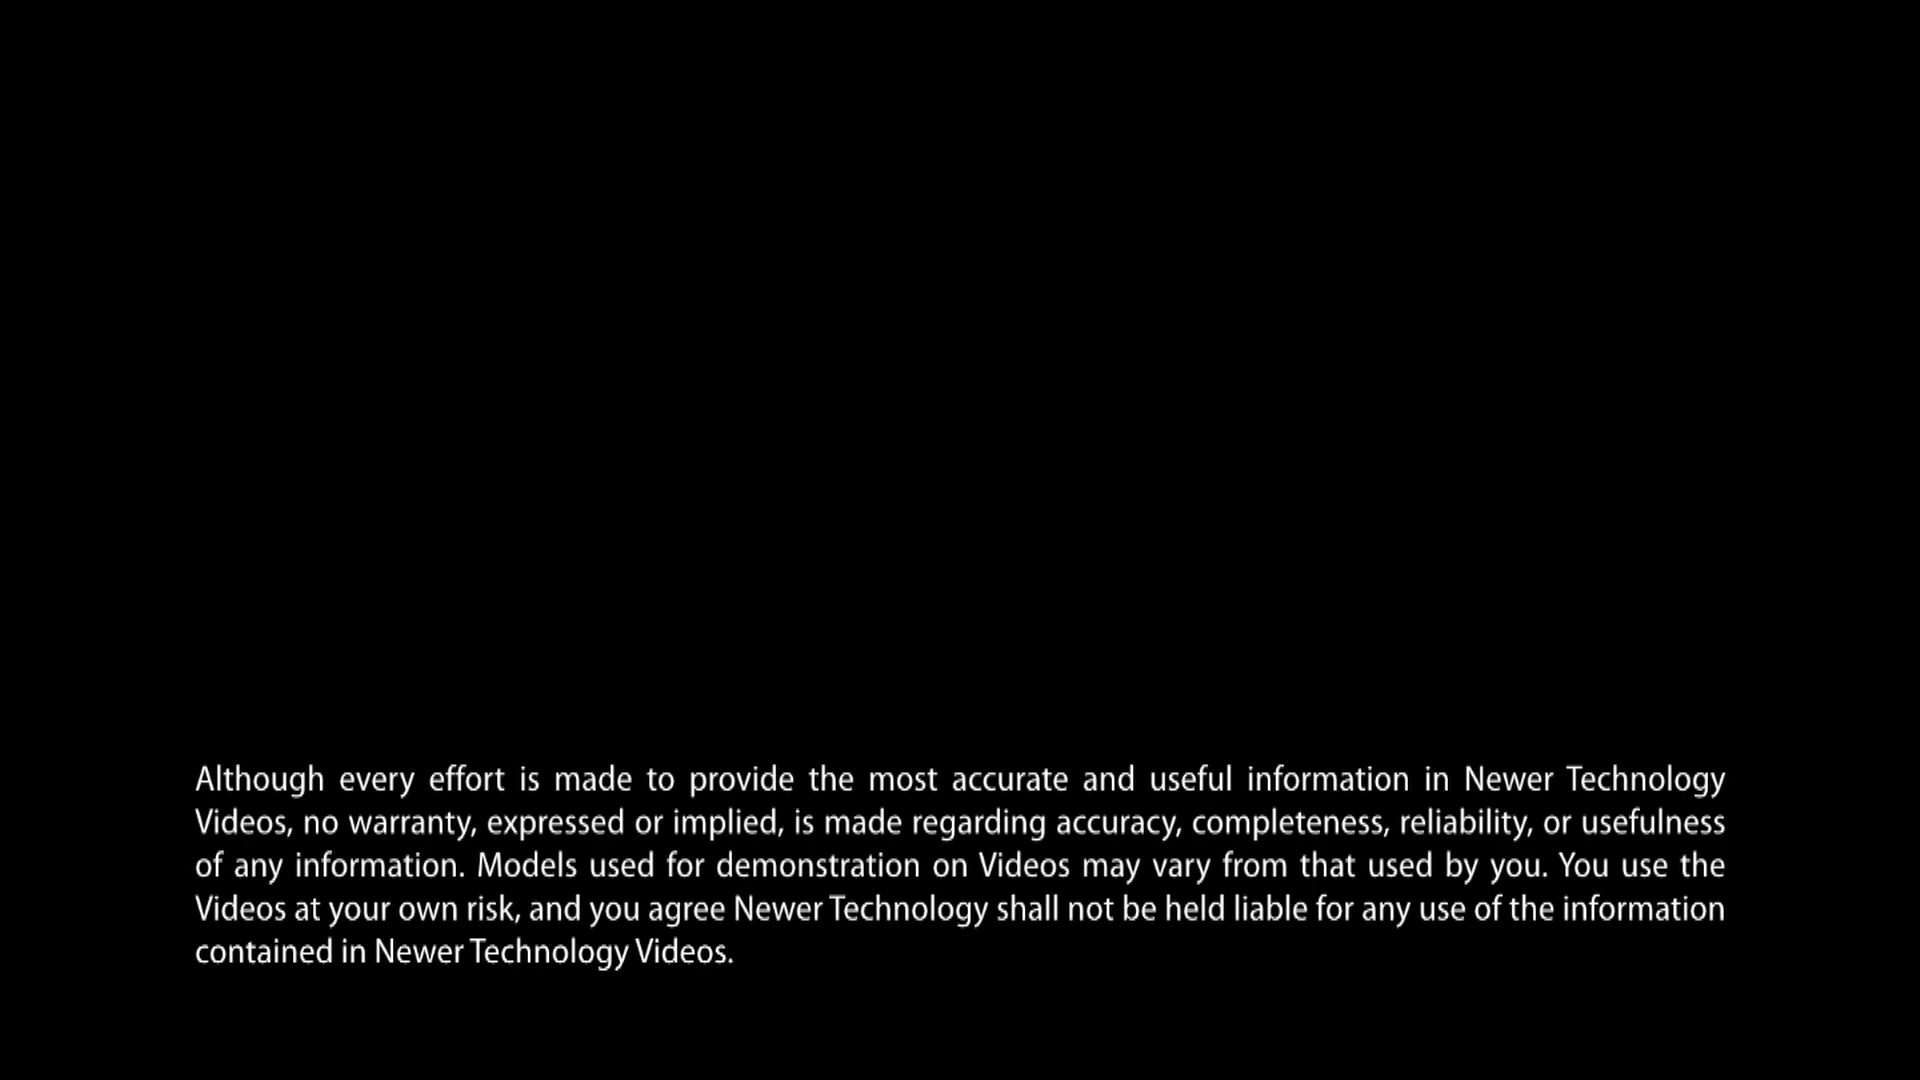 Although every effort is made to provide the most accurate and useful information in Newer Technology
Videos, no warranty, expressed or implied, is made regarding accuracy, completeness, reliability, or usefulness
of any information. Models used for demonstration on Videos may vary from that used by you. You use the
Videos at your own risk, and you agree Newer Technology shall not be held liable for any use of the information
contained in Newer Technology Videos.